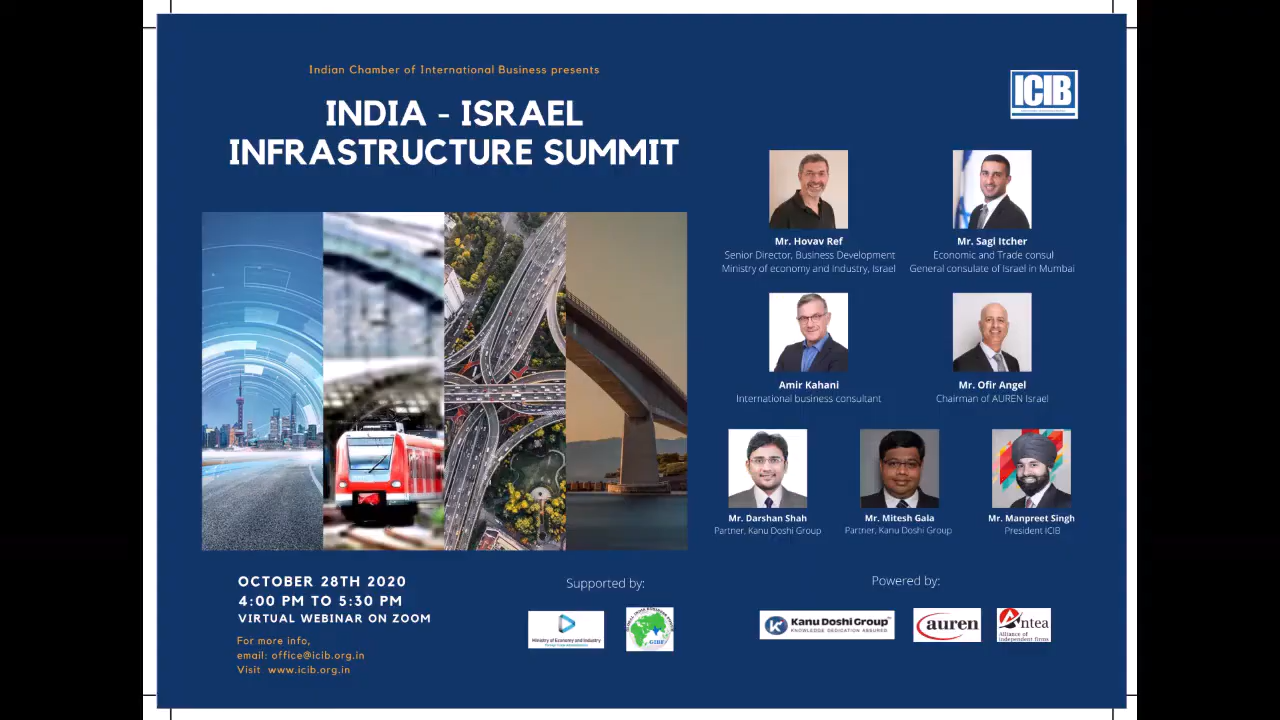 Indian Chamber of International Business presents
INDIA - ISRAEL
INFRASTRUCTURE SUMMIT
ICIB
Mr. Hovav Ref
Senior Director, Business Development
Ministry of economy and Industry, Israel
Mr. Sagi Itcher
Economic and Trade consul
General consulate of Israel in Mumbai
Amir Kahani
International business consultant
Mr. Ofir Angel
Chairman of AUREN Israel
Mr. Darshan Shah
Partner, Kanu Doshi Group
Mr. Mitesh Gala
Partner, Kanu Doshi Group
Mr. Manpreet Singh
President ICIB
OCTOBER 28TH 2020
4:00 PM TO 5:30 PM
VIRTUAL WEBINAR ON ZOOM
For more info,
email: office@icib.org.in
Visit www.icib.org.in
Supported by:
Ministry of Economy and Industry
GIBF
Powered by:
Kanu Doshi Group
KNOWLEDGE DEDICATION ASSURED
auren
Antea
Alliance of
independent firms